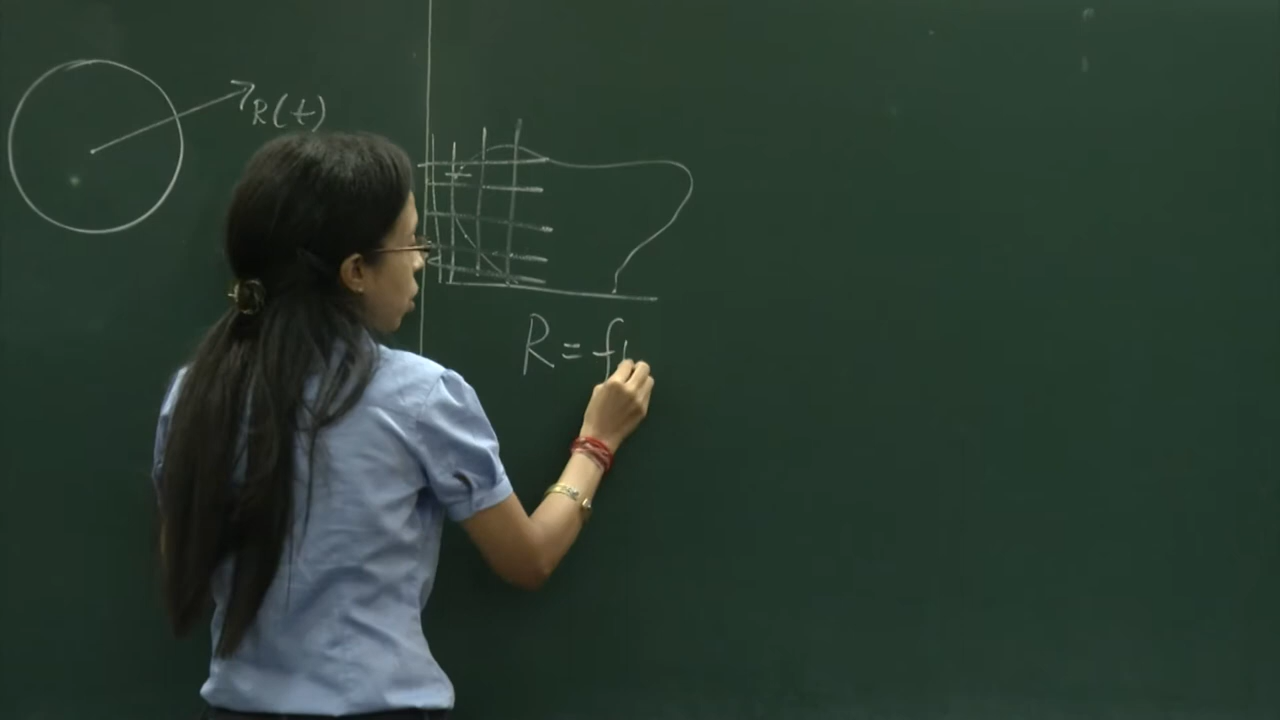 R(t)
R = f